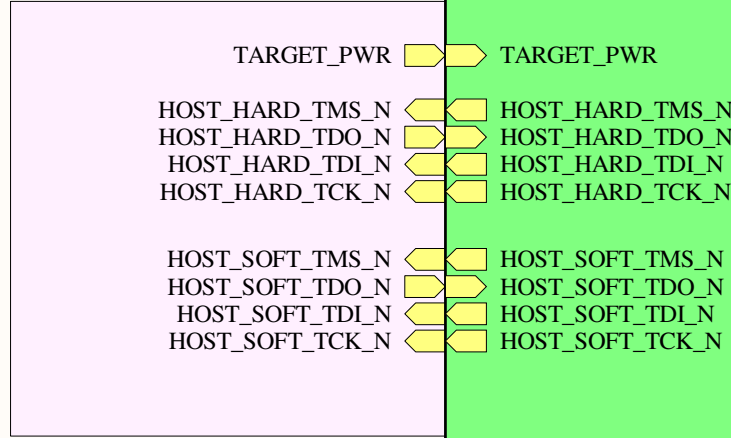 TARGET_PWR TARGET_PWR
HOST_HARD_TMS_N HOST_HARD_TMS_N
HOST_HARD_TDO_N HOST_HARD_TDO_N
HOST_HARD_TDI_N HOST_HARD_TDI_N
HOST_HARD_TCK_N HOST_HARD_TCK_N
HOST_SOFT_TMS_N HOST_SOFT_TMS_N
HOST_SOFT_TDO_N HOST_SOFT_TDO_N
HOST_SOFT_TDI_N HOST_SOFT_TDI_N
HOST_SOFT_TCK_N HOST_SOFT_TCK_N